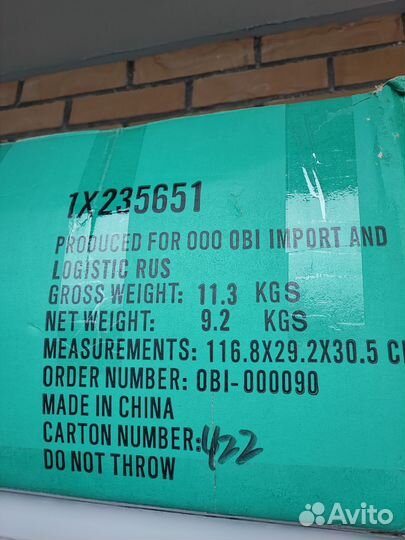 1X235651
PRODUCED FOR OOO OBI IMPORT AND
LOGISTIC RUS
GROSS WEIGHT: 11.3 KGS
NET WEIGHT: 9.2 KGS
MEASUREMENTS: 116.8X29.2X30.5 C
ORDER NUMBER: OBI-000090
MADE IN CHINA
CARTON NUMBER: 422
DO NOT THROW
Avito